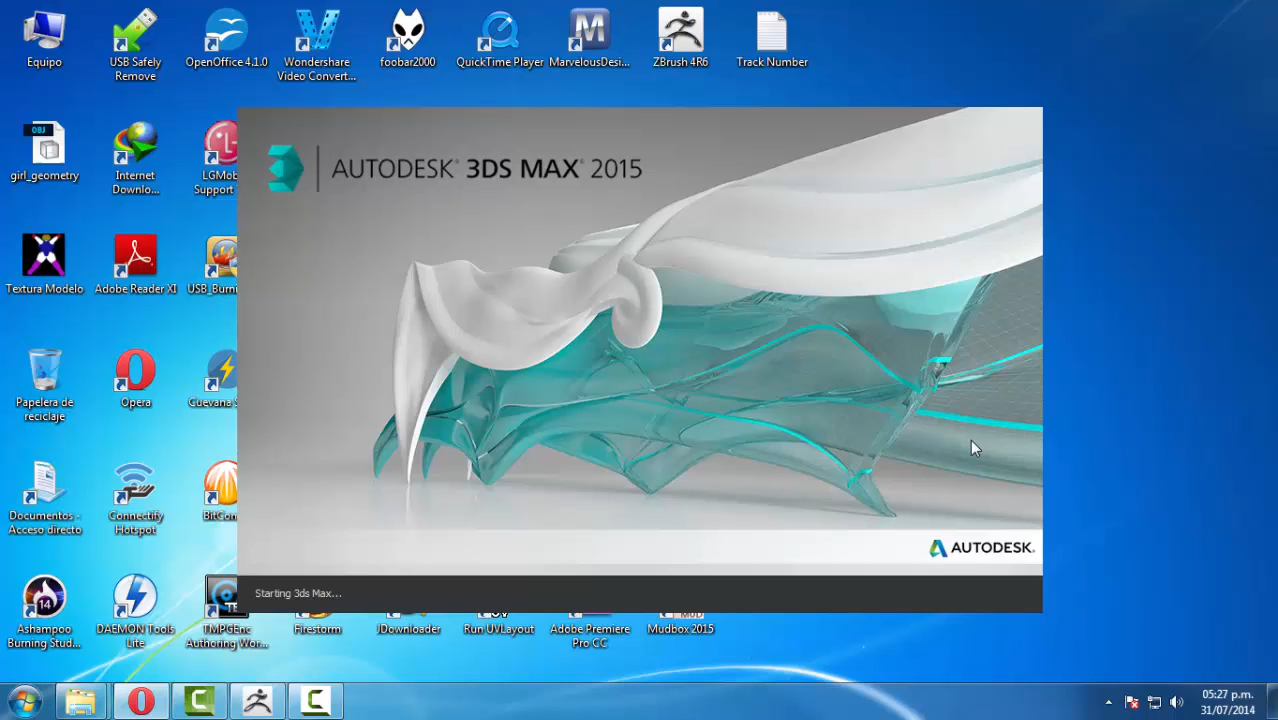 Equipo
USB Safely
Remove
OpenOffice 4.1.0
Wondershare
Video Convert...
foobar2000
QuickTime Player
MarvelousDesi...
ZBrush 4R6
Track Number
OBJ
girl_geometry
Internet
Downlo...
LGMob
Support
AUTODESK® 3DS MAX® 2015
Textura Modelo
Adobe Reader XI
USB_Burni
Papelera de
reciclaje
Opera
Cuevana S
Documentos -
Acceso directo
Connectify
Hotspot
BitCom
AUTODESK.
Starting 3ds Max...
14
Ashampoo
Burning Stud...
DAEMON Tools
Lite
TMPGEnc
Authoring Wor...
Firestorm
JDownloader
Run UVLayout
Adobe Premiere
Pro CC
Mudbox 2015
05:27 p.m.
31/07/2014